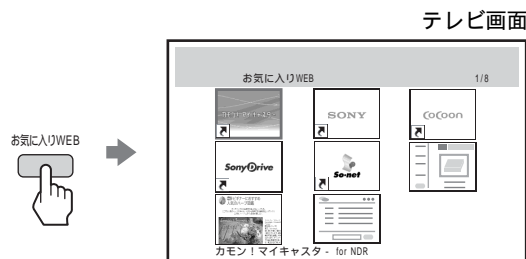 テレビ画面
お気に入りWEB 1/8
SONY
cocoon
お気に入りWEB
SonyDrive
So-net
カモン！マイキャスタ - for NDR